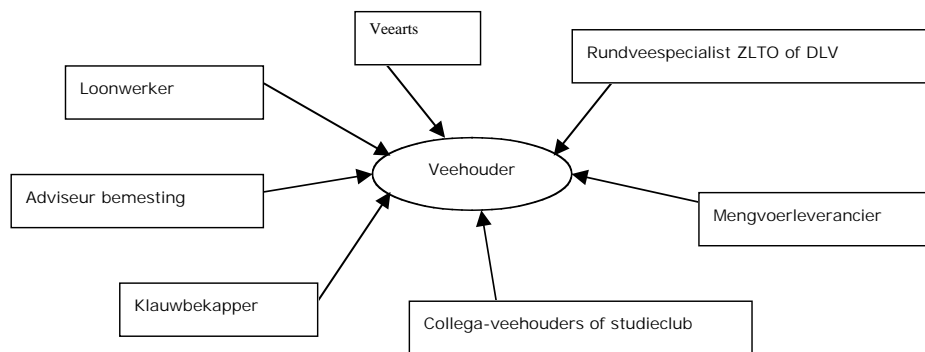 Veearts
Rundveespecialist ZLTO of DLV
Loonwerker
Veehouder
Adviseur bemesting
Mengvoerleverancier
Klauwbekapper
Collega-veehouders of studieclub